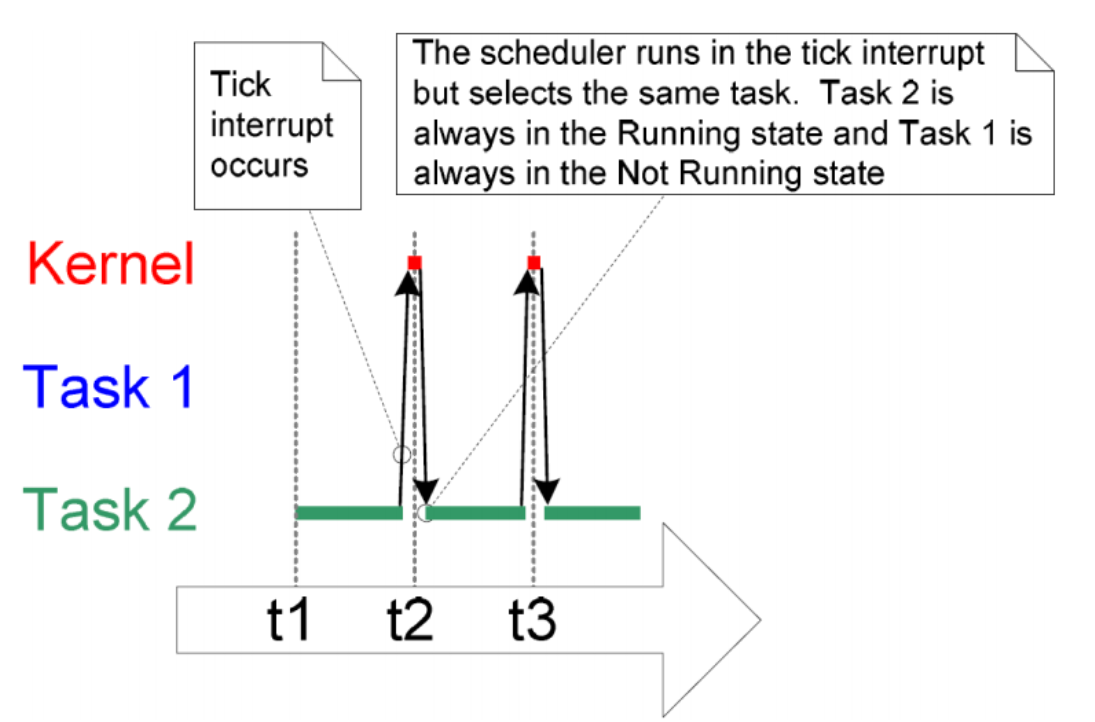 Tick
interrupt
occurs
The scheduler runs in the tick interrupt
but selects the same task.  Task 2 is
always in the Running state and Task 1 is
always in the Not Running state
Kernel
Task 1
Task 2
t1 t2 t3